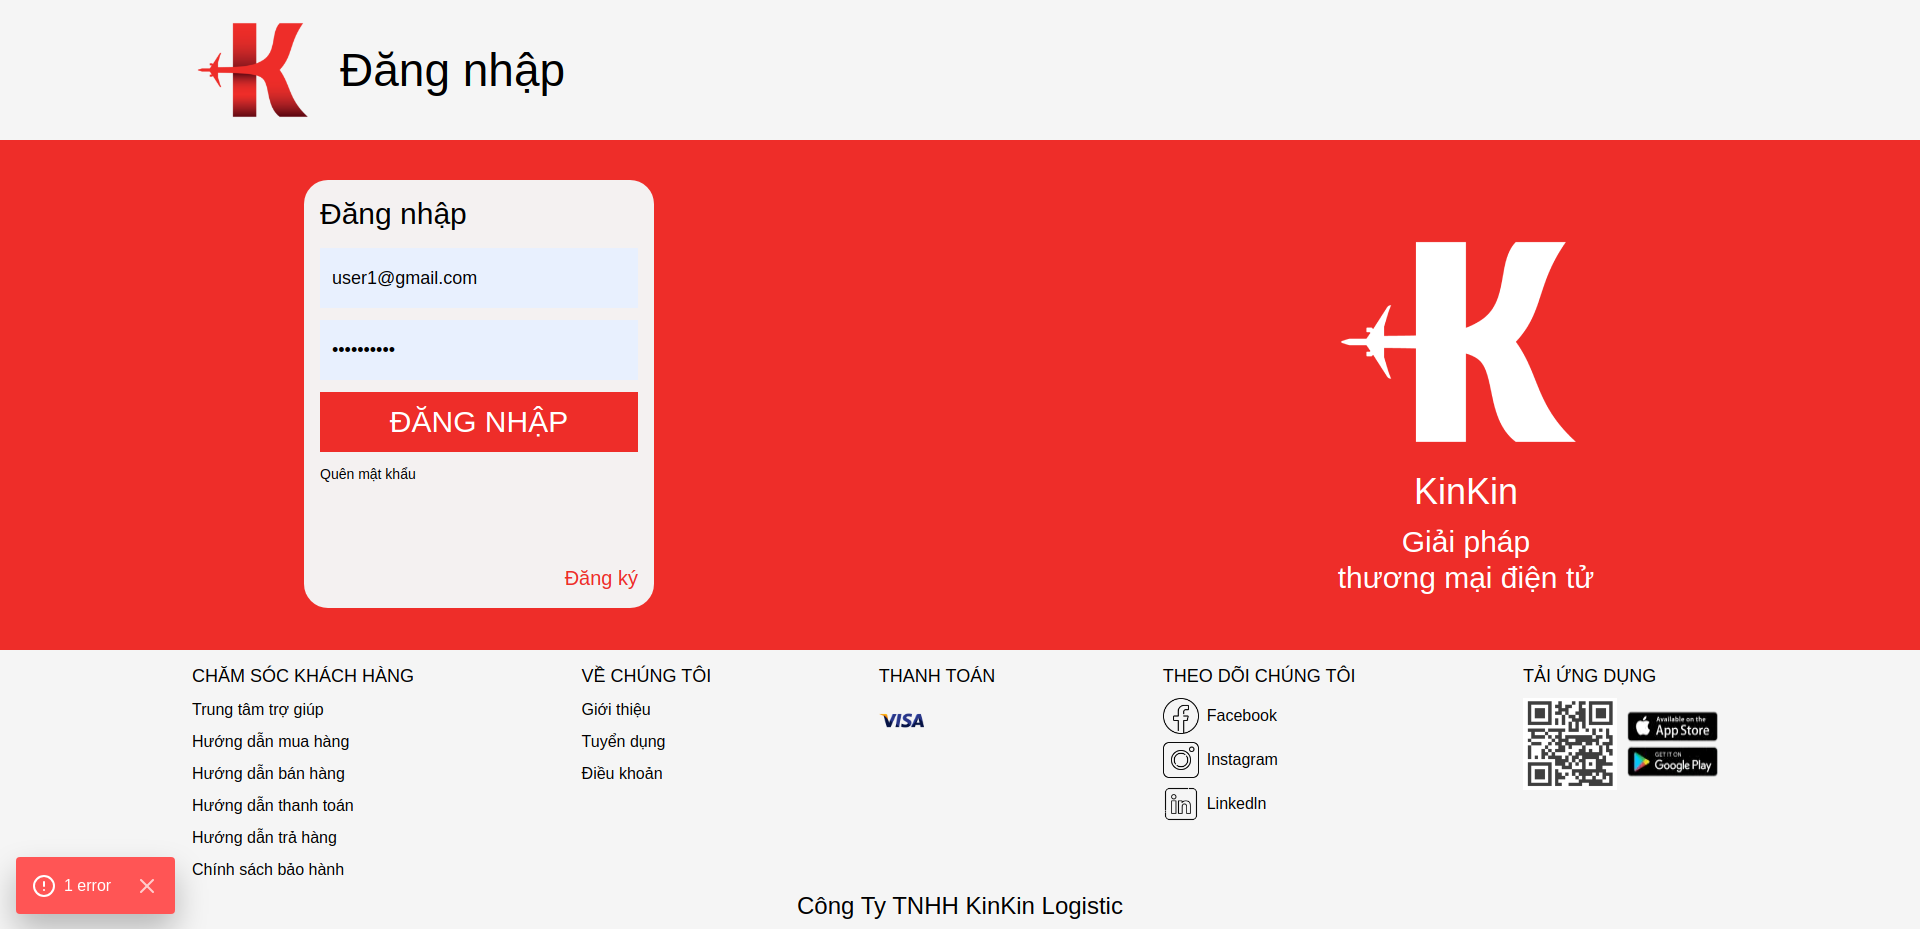 Đăng nhập
Đăng nhập
user1@gmail.com
••••••••••
ĐĂNG NHẬP
Quên mật khẩu
Đăng ký
KinKin
Giải pháp
thương mại điện tử
CHĂM SÓC KHÁCH HÀNG
Trung tâm trợ giúp
Hướng dẫn mua hàng
Hướng dẫn bán hàng
Hướng dẫn thanh toán
Hướng dẫn trả hàng
Chính sách bảo hành
VỀ CHÚNG TÔI
Giới thiệu
Tuyển dụng
Điều khoản
THANH TOÁN
VISA
THEO DÕI CHÚNG TÔI
Facebook
Instagram
in
LinkedIn
TẢI ỨNG DỤNG
Available on the
App Store
GET IT ON
Google Play
1 error
Công Ty TNHH KinKin Logistic